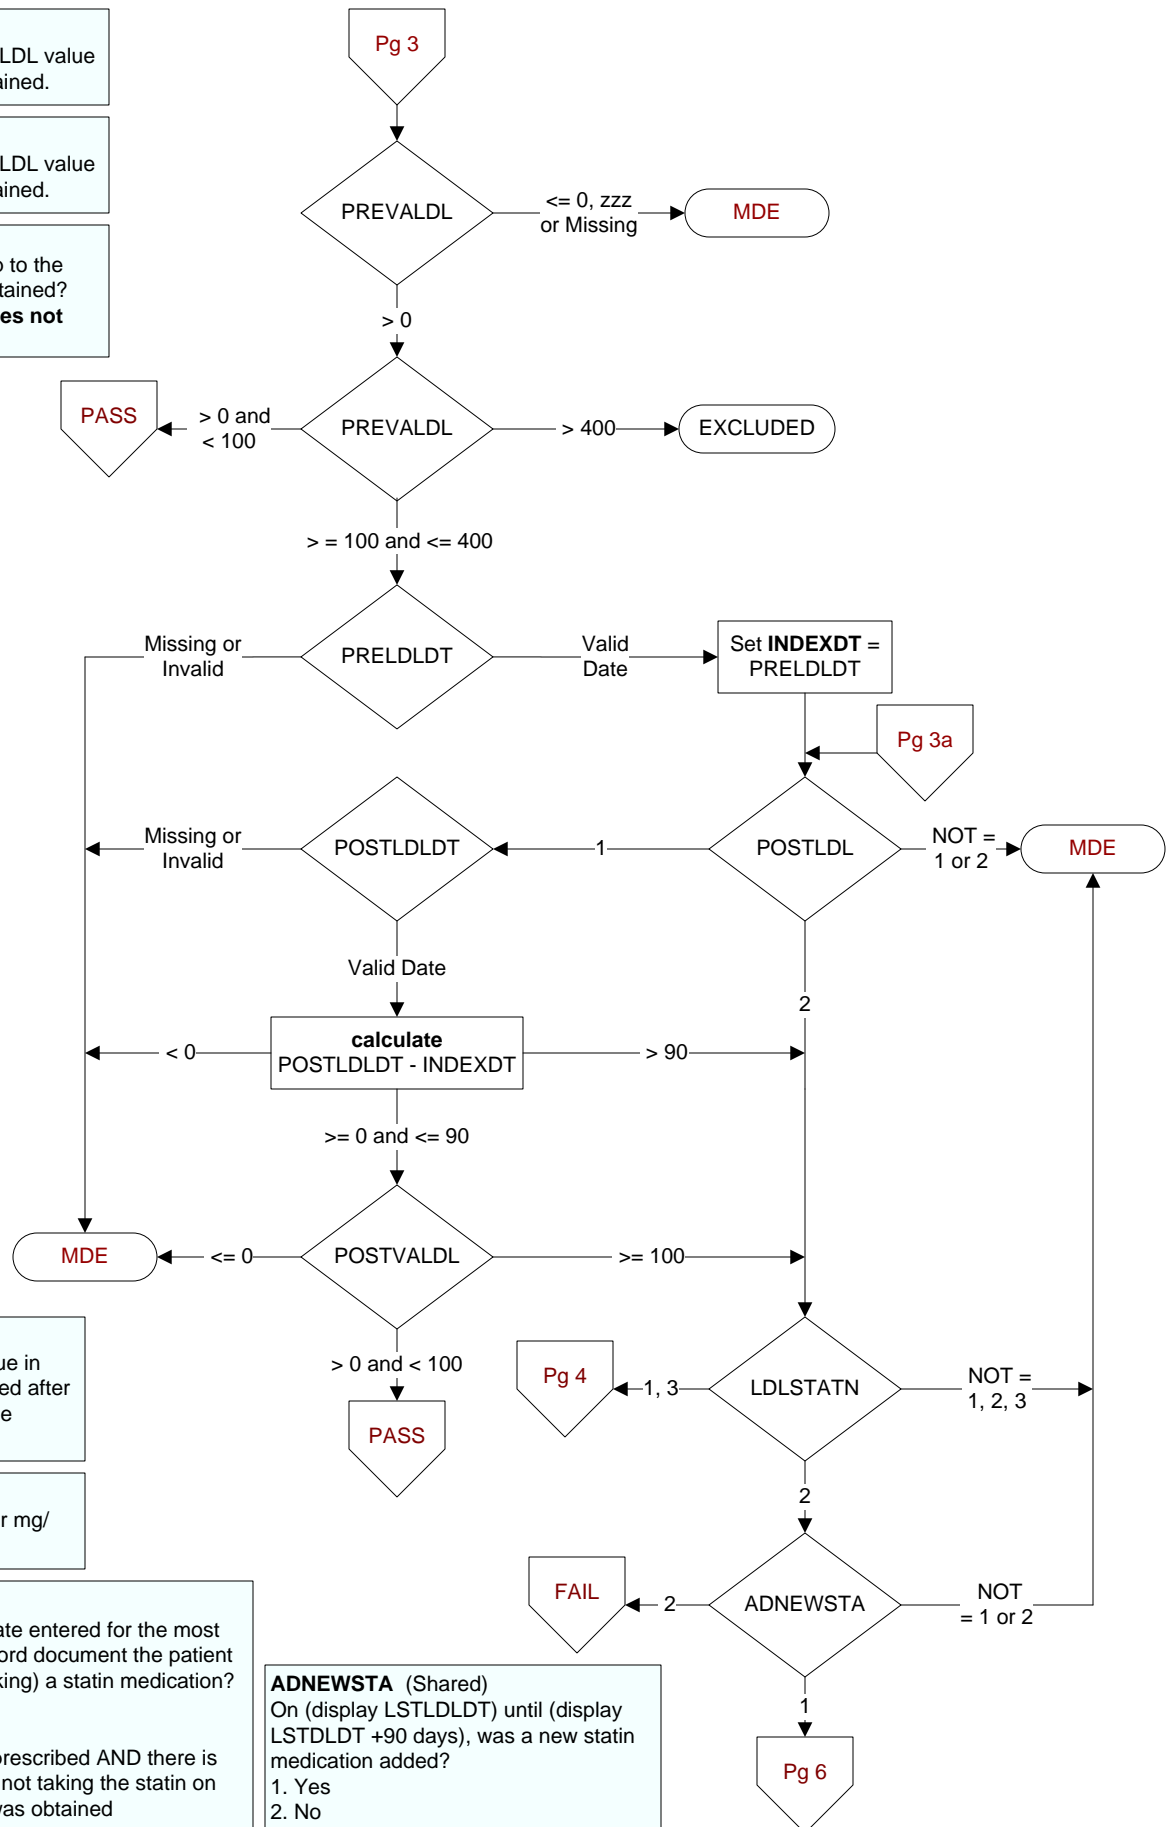 LDL value
ained.
LDL value
ained.
o to the
tained?
es not
Pg 3
PREVALDL
<= 0, zzz
or Missing
MDE
> 0
PASS
> 0 and
< 100
PREVALDL
> 400
EXCLUDED
> = 100 and <= 400
Missing or
Invalid
PRELDLDT
Valid
Date
Set INDEXDT =
PRELDLDT
Pg 3a
Missing or
Invalid
POSTLDLDT
1
POSTLDL
NOT =
1 or 2
MDE
Valid Date
2
< 0
calculate
POSTLDLDT - INDEXDT
> 90
>= 0 and <= 90
MDE
<= 0
POSTVALDL
>= 100
> 0 and < 100
PASS
Pg 4
1, 3
LDLSTATN
NOT =
1, 2, 3
2
FAIL
2
ADNEWSTA
NOT
= 1 or 2
1
Pg 6
ue in
ed after
e
r mg/
ate entered for the most
ord document the patient
king) a statin medication?
prescribed AND there is
not taking the statin on
was obtained
ADNEWSTA (Shared)
On (display LSTLDLDT) until (display
LSTDLDT +90 days), was a new statin
medication added?
1. Yes
2. No